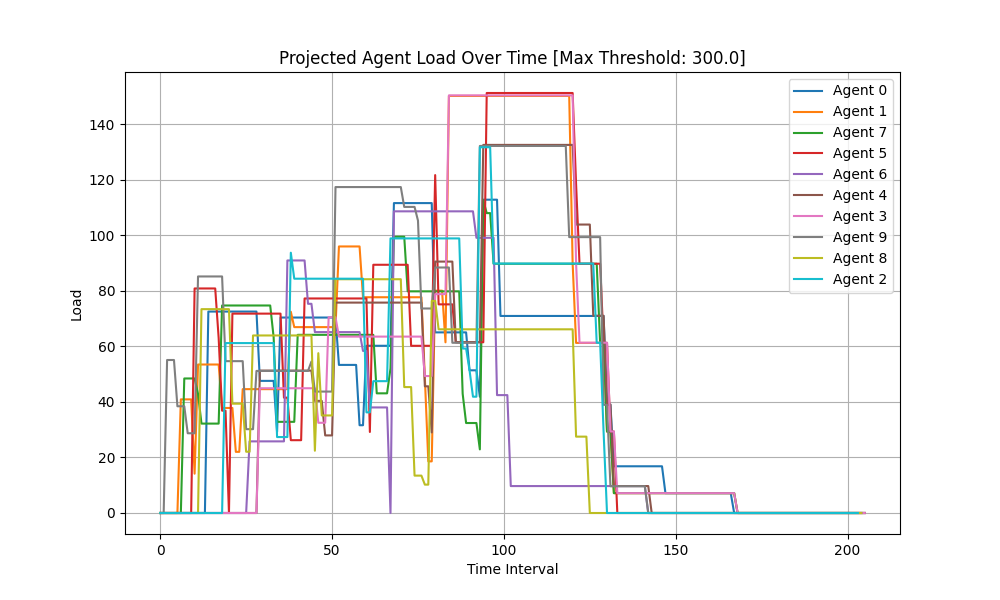 Projected Agent Load Over Time [Max Threshold: 300.0]
Load
140
120
100
80
60
40
20
0
0 50 100 150 200
Time Interval
Agent 0
Agent 1
Agent 7
Agent 5
Agent 6
Agent 4
Agent 3
Agent 9
Agent 8
Agent 2